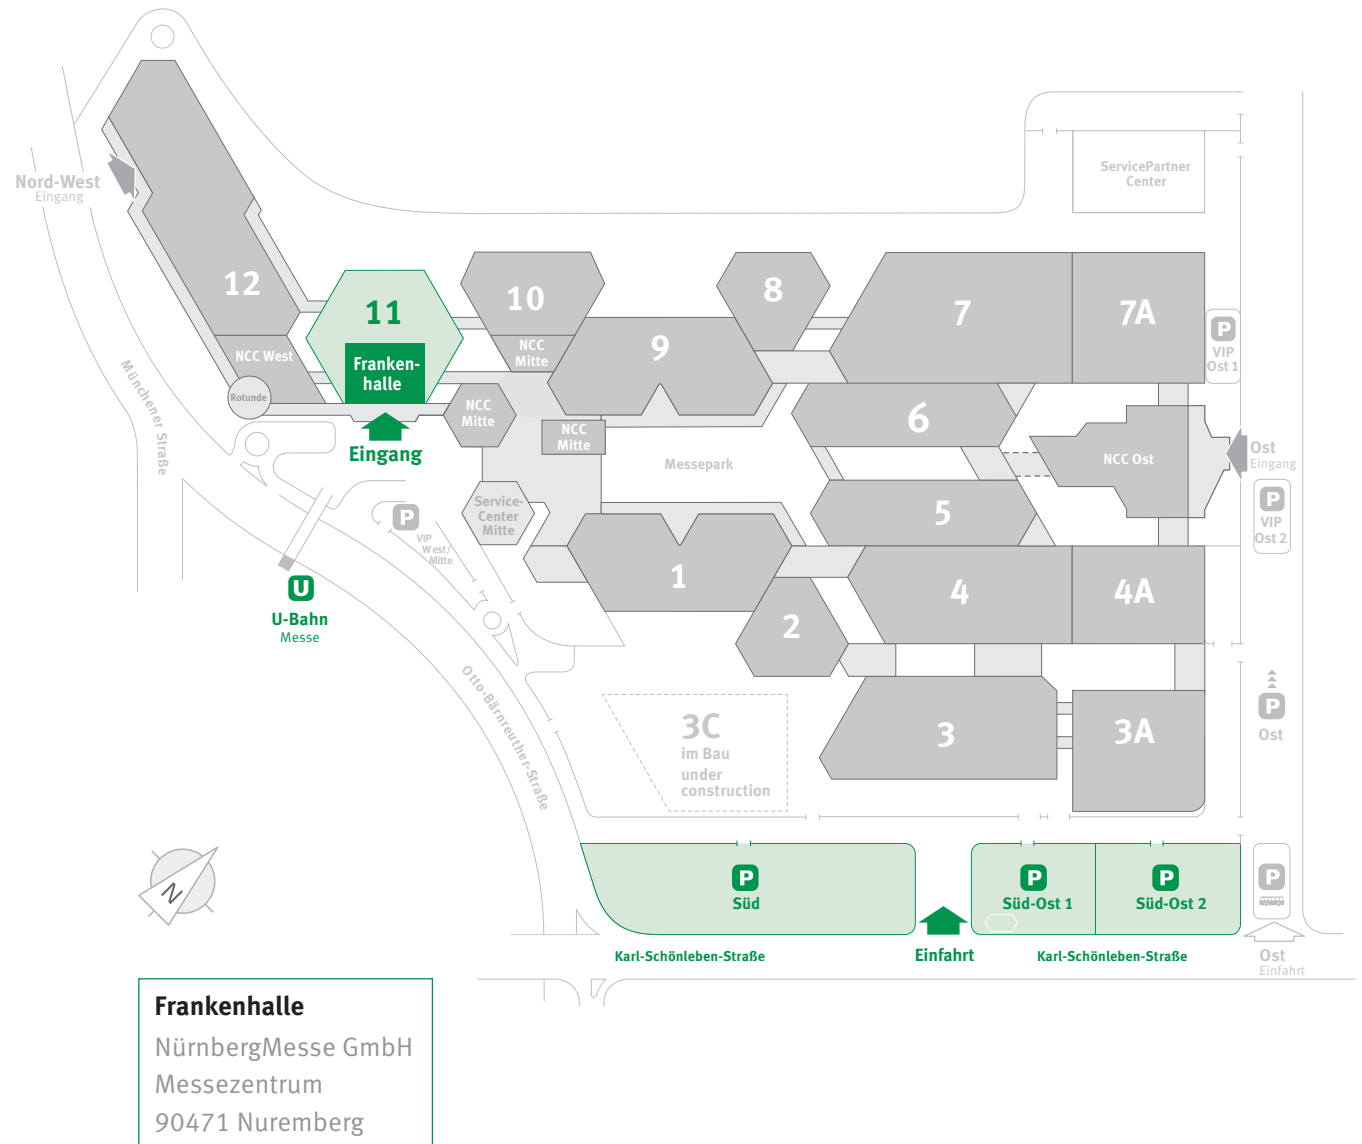 ServicePartner
Center
Nord-West
Eingang
12
11
10
8
7
7A
9
NCC West
Franken-
halle
NCC
Mitte
P
VIP
Ost 1
Rotunde
NCC
Mitte
NCC
Mitte
6
Eingang
Messepark
NCC Ost
Ost
Eingang
Münchener Straße
Service-
Center
Mitte
P
VIP
West/
Mitte
5
P
VIP
Ost 2
U
U-Bahn
Messe
1
4
4A
2
Otto-Bärnreuther-Straße
3C
im Bau
under
construction
3
3A
P
Ost
N
P
Süd
P
Süd-Ost 1
P
Süd-Ost 2
P
Karl-Schönleben-Straße
Einfahrt
Karl-Schönleben-Straße
Ost
Einfahrt
Frankenhalle
NürnbergMesse GmbH
Messezentrum
90471 Nuremberg